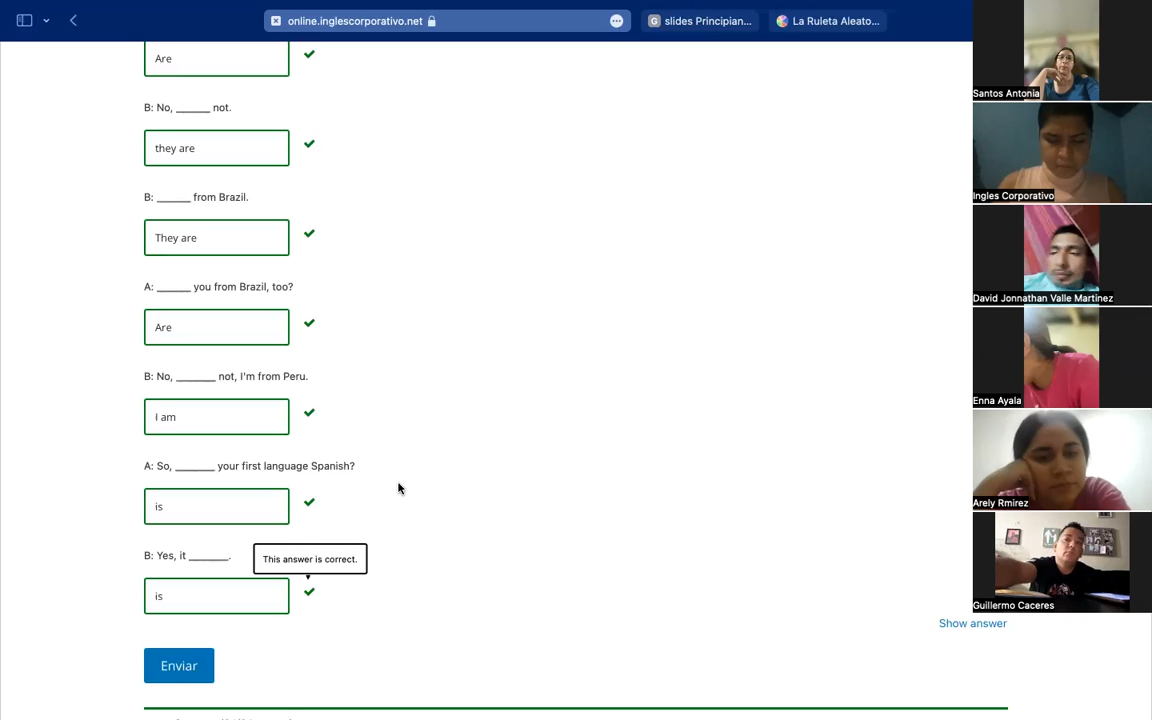 online.inglescorporativo.net
slides Principian...
La Ruleta Aleato...
Are
B: No, ______ not.
they are
B: ______ from Brazil.
They are
A: ______ you from Brazil, too?
Are
B: No, _______ not, I'm from Peru.
I am
A: So, _______ your first language Spanish?
is
B: Yes, it _______.
This answer is correct.
is
Show answer
Enviar
Santos Antonia
Ingles Corporativo
David Jonnathan Valle Martinez
Enna Ayala
Arely Rmirez
Guillermo Caceres